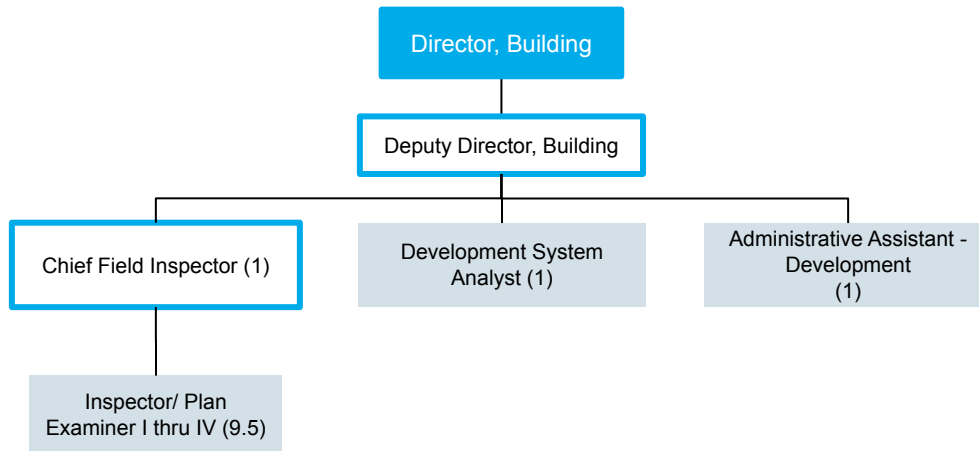 Director, Building
Deputy Director, Building
Chief Field Inspector (1)
Development System
Analyst (1)
Administrative Assistant -
Development
(1)
Inspector/ Plan
Examiner I thru IV (9.5)